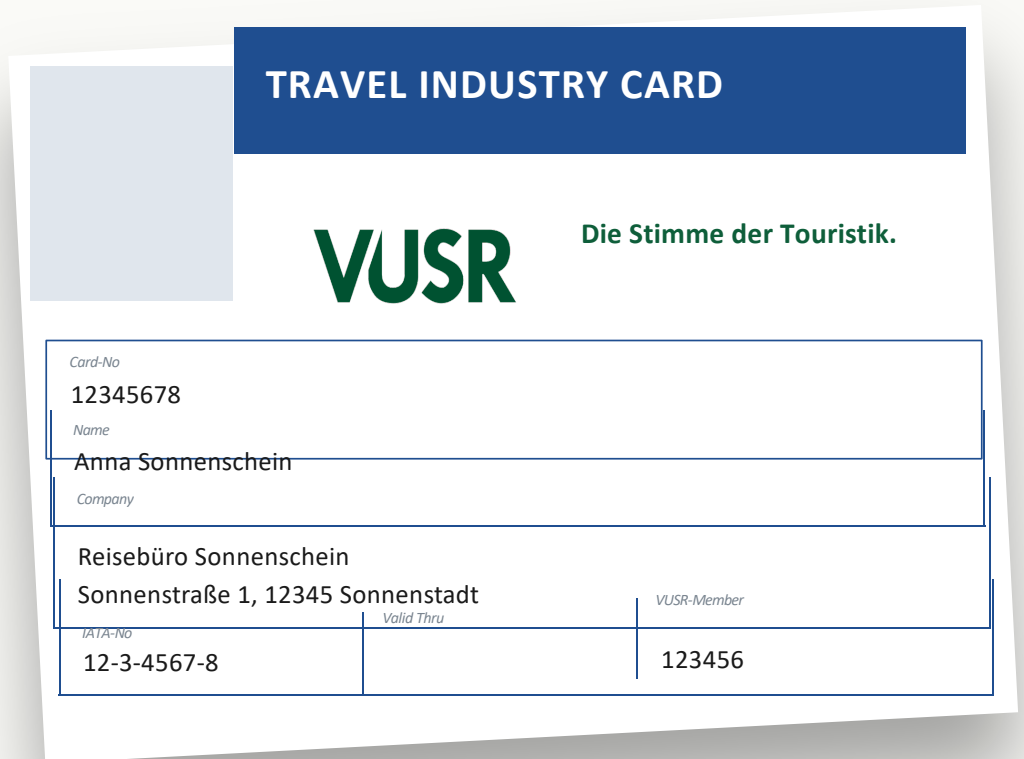 TRAVEL INDUSTRY CARD
VUSR
Die Stimme der Touristik.
Card-No
12345678
Name
Anna Sonnenschein
Company
Reisebüro Sonnenschein
Sonnenstraße 1, 12345 Sonnenstadt
IATA-No
12-3-4567-8
Valid Thru
VUSR-Member
123456